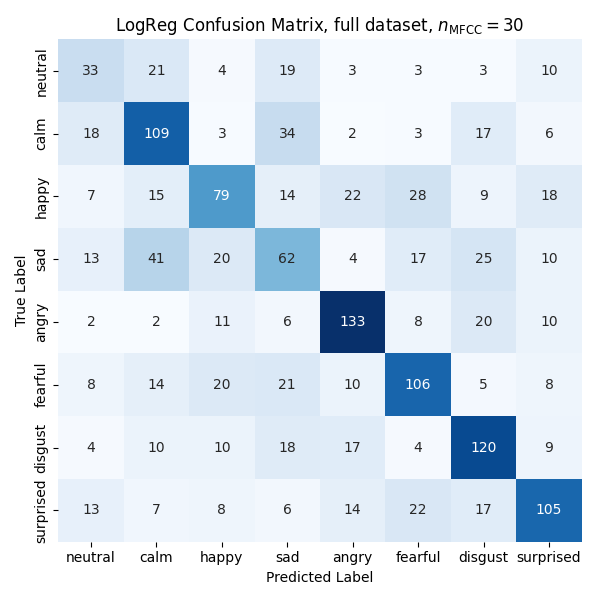 LogReg Confusion Matrix, full dataset, n_MFCC = 30
True Label
neutral 33 21 4 19 3 3 3 10
calm 18 109 3 34 2 3 17 6
happy 7 15 79 14 22 28 9 18
sad 13 41 20 62 4 17 25 10
angry 2 2 11 6 133 8 20 10
fearful 8 14 20 21 10 106 5 8
disgust 4 10 10 18 17 4 120 9
surprised 13 7 8 6 14 22 17 105
neutral calm happy sad angry fearful disgust surprised
Predicted Label